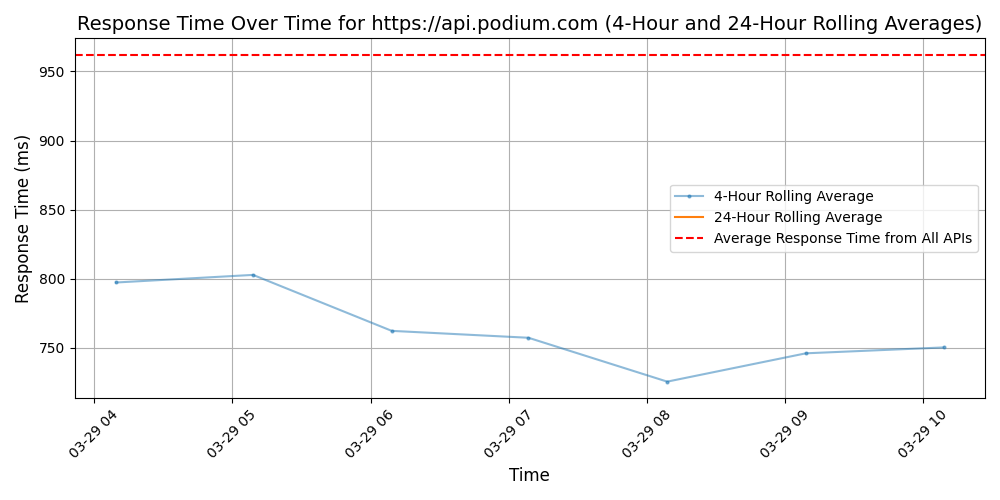 Response Time Over Time for https://api.podium.com (4-Hour and 24-Hour Rolling Averages)
Response Time (ms)
950
900
850
800
750
4-Hour Rolling Average
24-Hour Rolling Average
Average Response Time from All APIs
03-29 04
03-29 05
03-29 06
03-29 07
03-29 08
03-29 09
03-29 10
Time